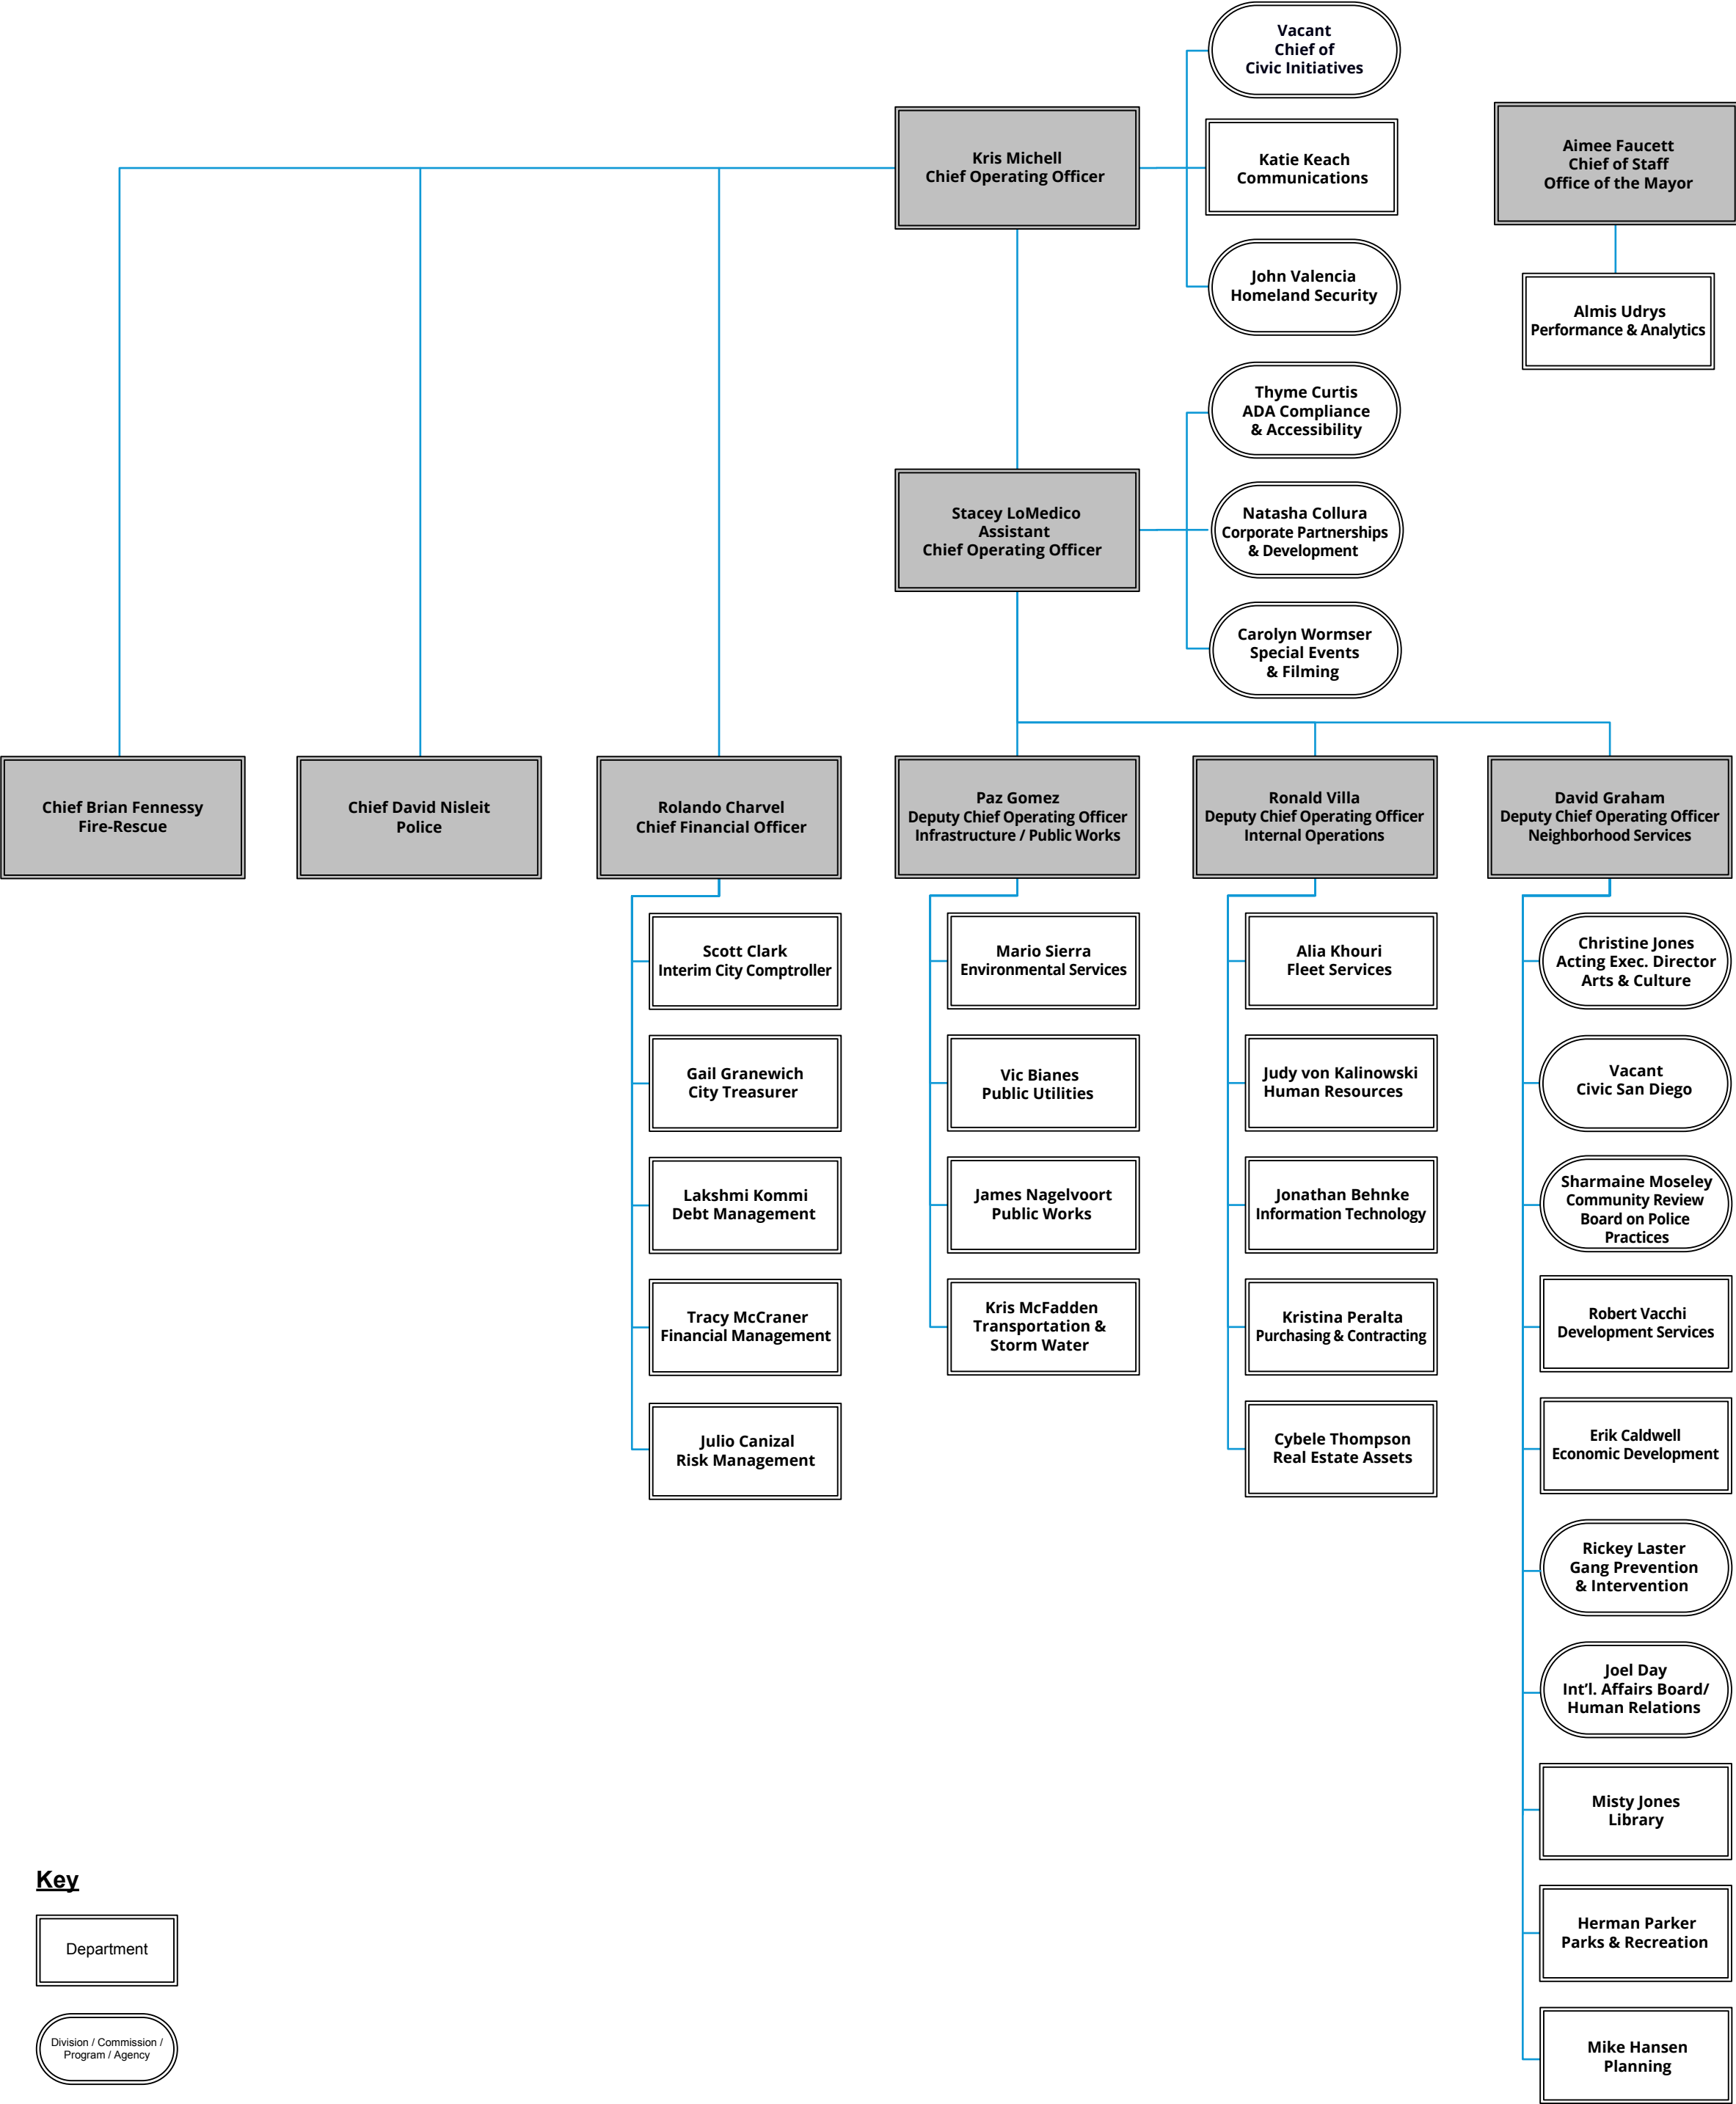 Vacant
Chief of
Civic Initiatives
Kris Michell
Chief Operating Officer
Katie Keach
Communications
Aimee Faucett
Chief of Staff
Office of the Mayor
John Valencia
Homeland Security
Almis Udrys
Performance & Analytics
Thyme Curtis
ADA Compliance
& Accessibility
Stacey LoMedico
Assistant
Chief Operating Officer
Natasha Collura
Corporate Partnerships
& Development
Carolyn Wormser
Special Events
& Filming
Chief Brian Fennessy
Fire-Rescue
Chief David Nisleit
Police
Rolando Charvel
Chief Financial Officer
Paz Gomez
Deputy Chief Operating Officer
Infrastructure / Public Works
Ronald Villa
Deputy Chief Operating Officer
Internal Operations
David Graham
Deputy Chief Operating Officer
Neighborhood Services
Scott Clark
Interim City Comptroller
Gail Granewich
City Treasurer
Lakshmi Kommi
Debt Management
Tracy McCraner
Financial Management
Julio Canizal
Risk Management
Mario Sierra
Environmental Services
Vic Bianes
Public Utilities
James Nagelvoort
Public Works
Kris McFadden
Transportation &
Storm Water
Alia Khouri
Fleet Services
Judy von Kalinowski
Human Resources
Jonathan Behnke
Information Technology
Kristina Peralta
Purchasing & Contracting
Cybele Thompson
Real Estate Assets
Christine Jones
Acting Exec. Director
Arts & Culture
Vacant
Civic San Diego
Sharmaine Moseley
Community Review
Board on Police
Practices
Robert Vacchi
Development Services
Erik Caldwell
Economic Development
Rickey Laster
Gang Prevention
& Intervention
Joel Day
Int’l. Affairs Board/
Human Relations
Misty Jones
Library
Herman Parker
Parks & Recreation
Mike Hansen
Planning
Key
Department
Division / Commission /
Program / Agency